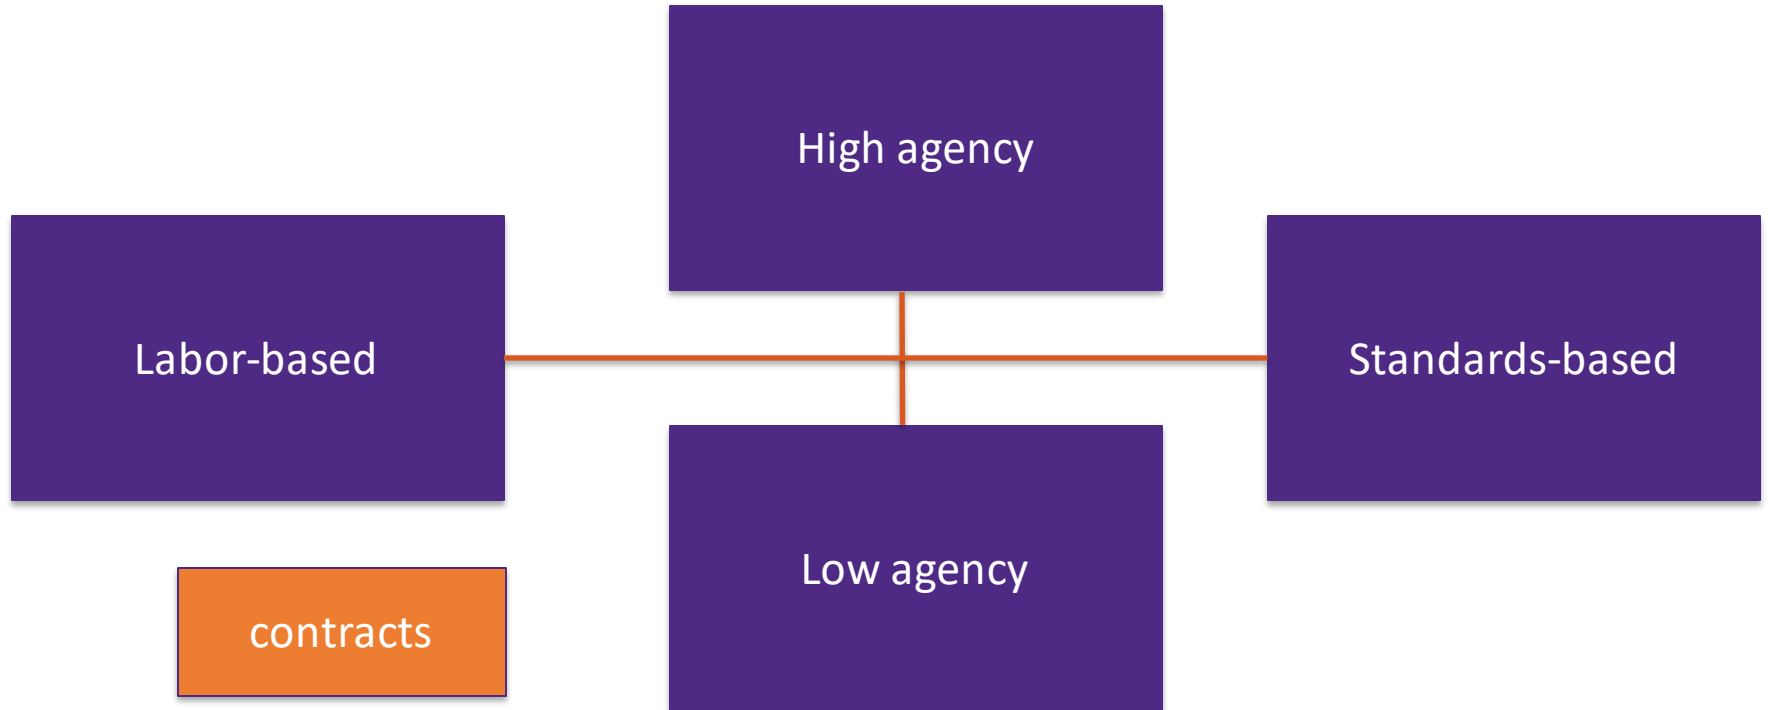 High agency
Labor-based
Standards-based
Low agency
contracts